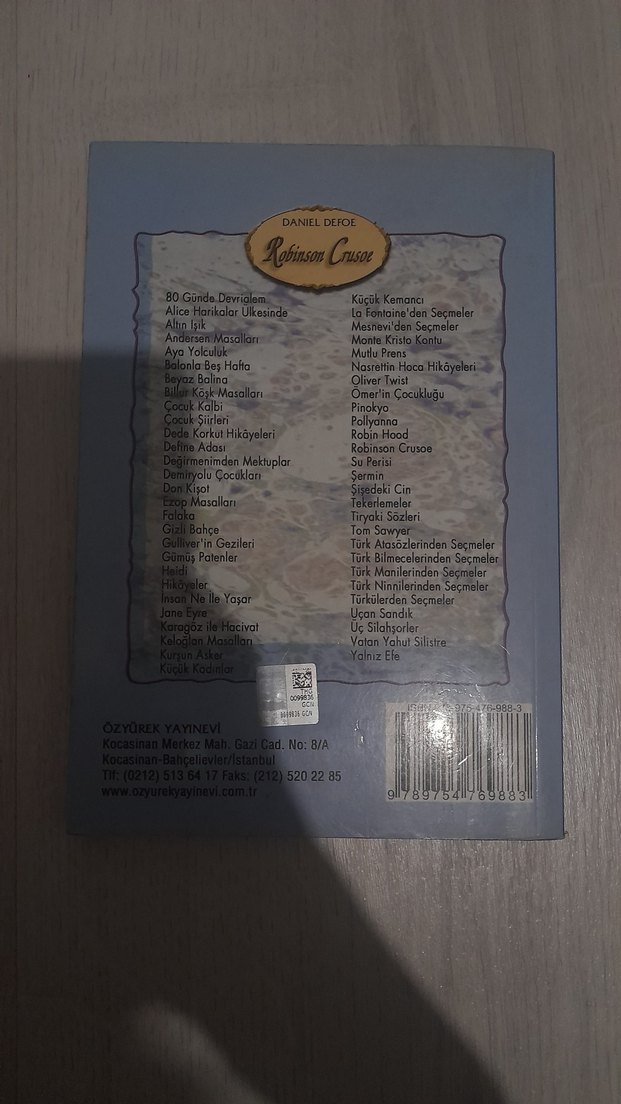 DANIEL DEFOE
Robinson Crusoe
80 Günde Devrialem
Alice Harikalar Ülkesinde
Altın Işık
Andersen Masalları
Aya Yolculuk
Balonla Beş Hafta
Beyaz Balina
Billur Köşk Masalları
Çocuk Kalbi
Çocuk Şiirleri
Dede Korkut Hikâyeleri
Define Adası
Değirmenimden Mektuplar
Demiryolu Çocukları
Don Kişot
Ezop Masalları
Falaka
Gizli Bahçe
Gulliver'in Gezileri
Gümüş Patenler
Heidi
Hikâyeler
İnsan Ne İle Yaşar
Jane Eyre
Karagöz ile Hacivat
Keloğlan Masalları
Kurşun Asker
Küçük Kadınlar
Küçük Kemancı
La Fontaine'den Seçmeler
Mesnevi'den Seçmeler
Monte Kristo Kontu
Mutlu Prens
Nasrettin Hoca Hikâyeleri
Oliver Twist
Ömer'in Çocukluğu
Pinokyo
Pollyanna
Robin Hood
Robinson Crusoe
Su Perisi
Şermin
Şişedeki Cin
Tekerlemeler
Tiryaki Sözleri
Tom Sawyer
Türk Atasözlerinden Seçmeler
Türk Bilmecelerinden Seçmeler
Türk Manilerinden Seçmeler
Türk Ninnilerinden Seçmeler
Türkülerden Seçmeler
Uçan Sandık
Üç Silahşorler
Vatan Yahut Silistre
Yalnız Efe
0099836
GCN
ÖZYÜREK YAYINEVİ
Kocasinan Merkez Mah. Gazi Cad. No: 8/A
Kocasinan-Bahçelievler/İstanbul
Tlf: (0212) 513 64 17 Faks: (212) 520 22 85
www.ozyurekyayinevi.com.tr
9 789754 769883